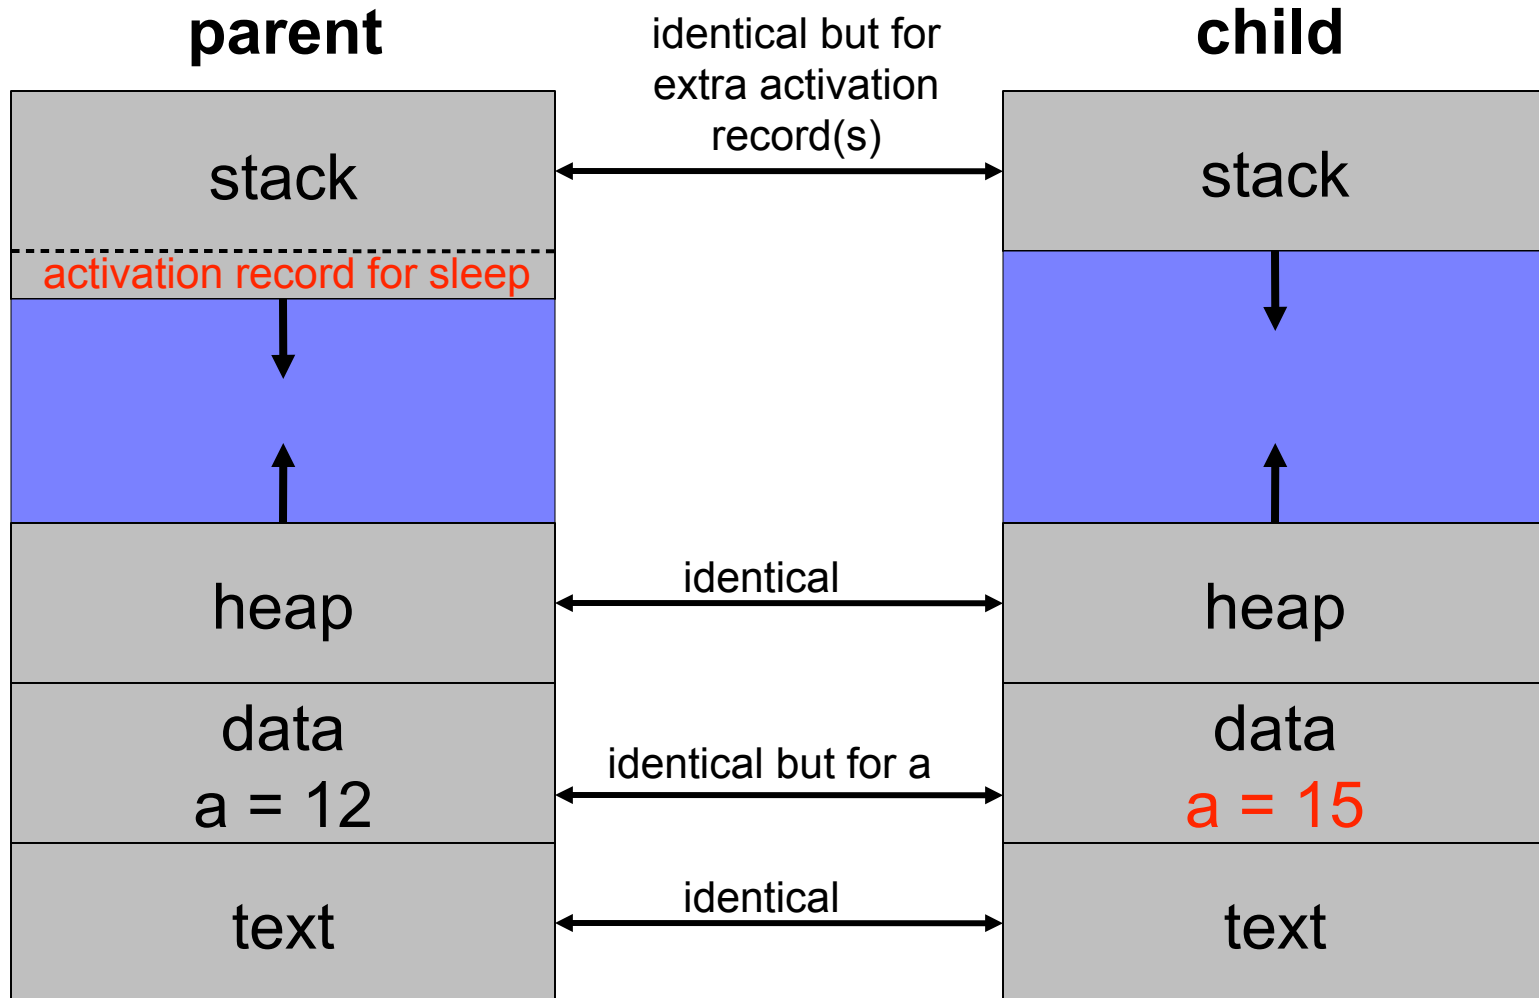 parent
identical but for
extra activation
record(s)
child
stack
stack
activation record for sleep
heap
identical
heap
data
a = 12
identical but for a
data
a = 15
text
identical
text